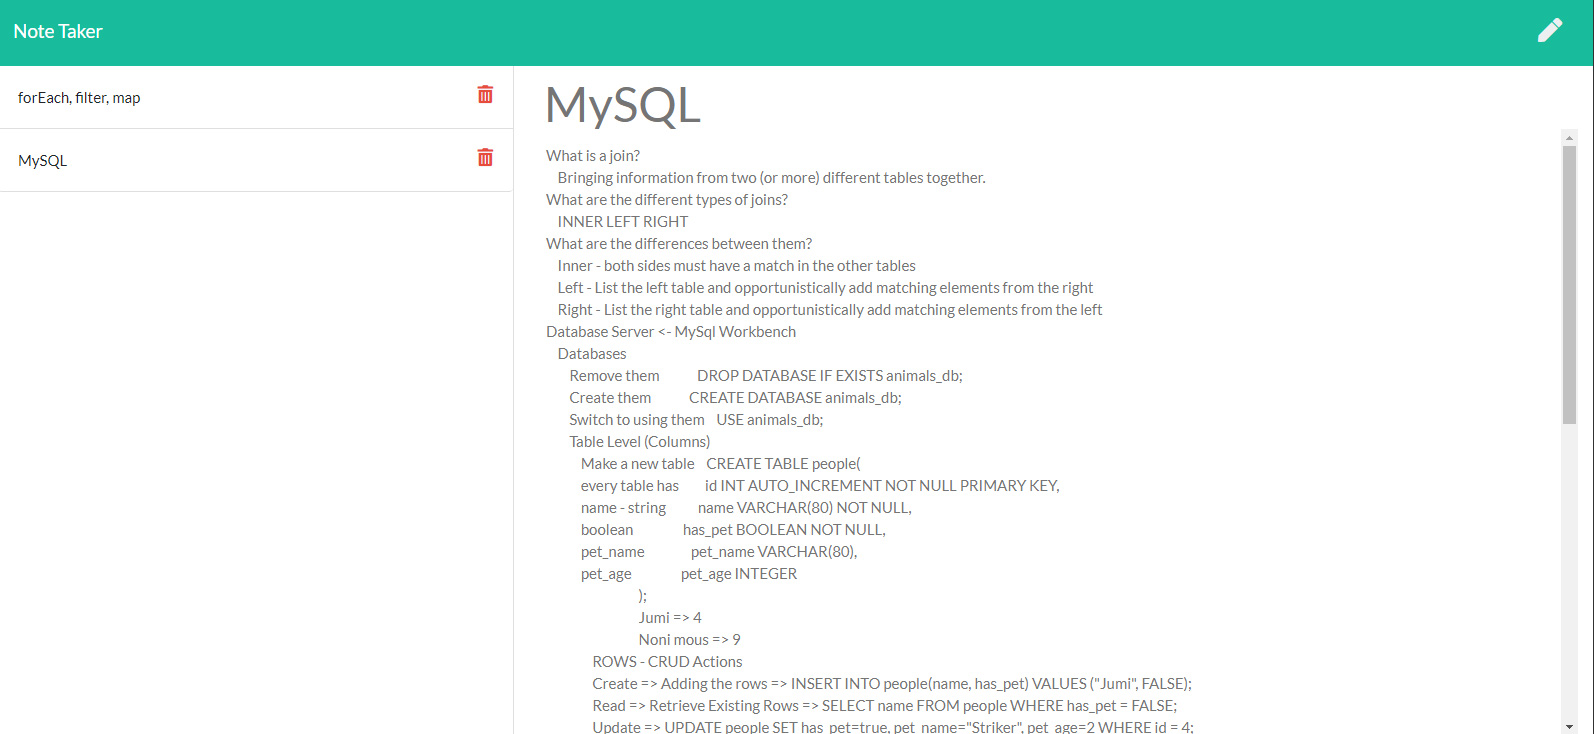 Note Taker
forEach, filter, map
MySQL
MySQL
What is a join?
Bringing information from two (or more) different tables together.
What are the different types of joins?
INNER LEFT RIGHT
What are the differences between them?
Inner - both sides must have a match in the other tables
Left - List the left table and opportunistically add matching elements from the right
Right - List the right table and opportunistically add matching elements from the left
Database Server <- MySql Workbench
Databases
Remove them DROP DATABASE IF EXISTS animals_db;
Create them CREATE DATABASE animals_db;
Switch to using them USE animals_db;
Table Level (Columns)
Make a new table CREATE TABLE people(
every table has id INT AUTO_INCREMENT NOT NULL PRIMARY KEY,
name - string name VARCHAR(80) NOT NULL,
boolean has_pet BOOLEAN NOT NULL,
pet_name pet_name VARCHAR(80),
pet_age pet_age INTEGER
);
Jumi => 4
Noni mous => 9
ROWS - CRUD Actions
Create => Adding the rows => INSERT INTO people(name, has_pet) VALUES ("Jumi", FALSE);
Read => Retrieve Existing Rows => SELECT name FROM people WHERE has_pet = FALSE;
Update => UPDATE people SET has_pet=true, pet_name="Striker", pet_age=2 WHERE id = 4;